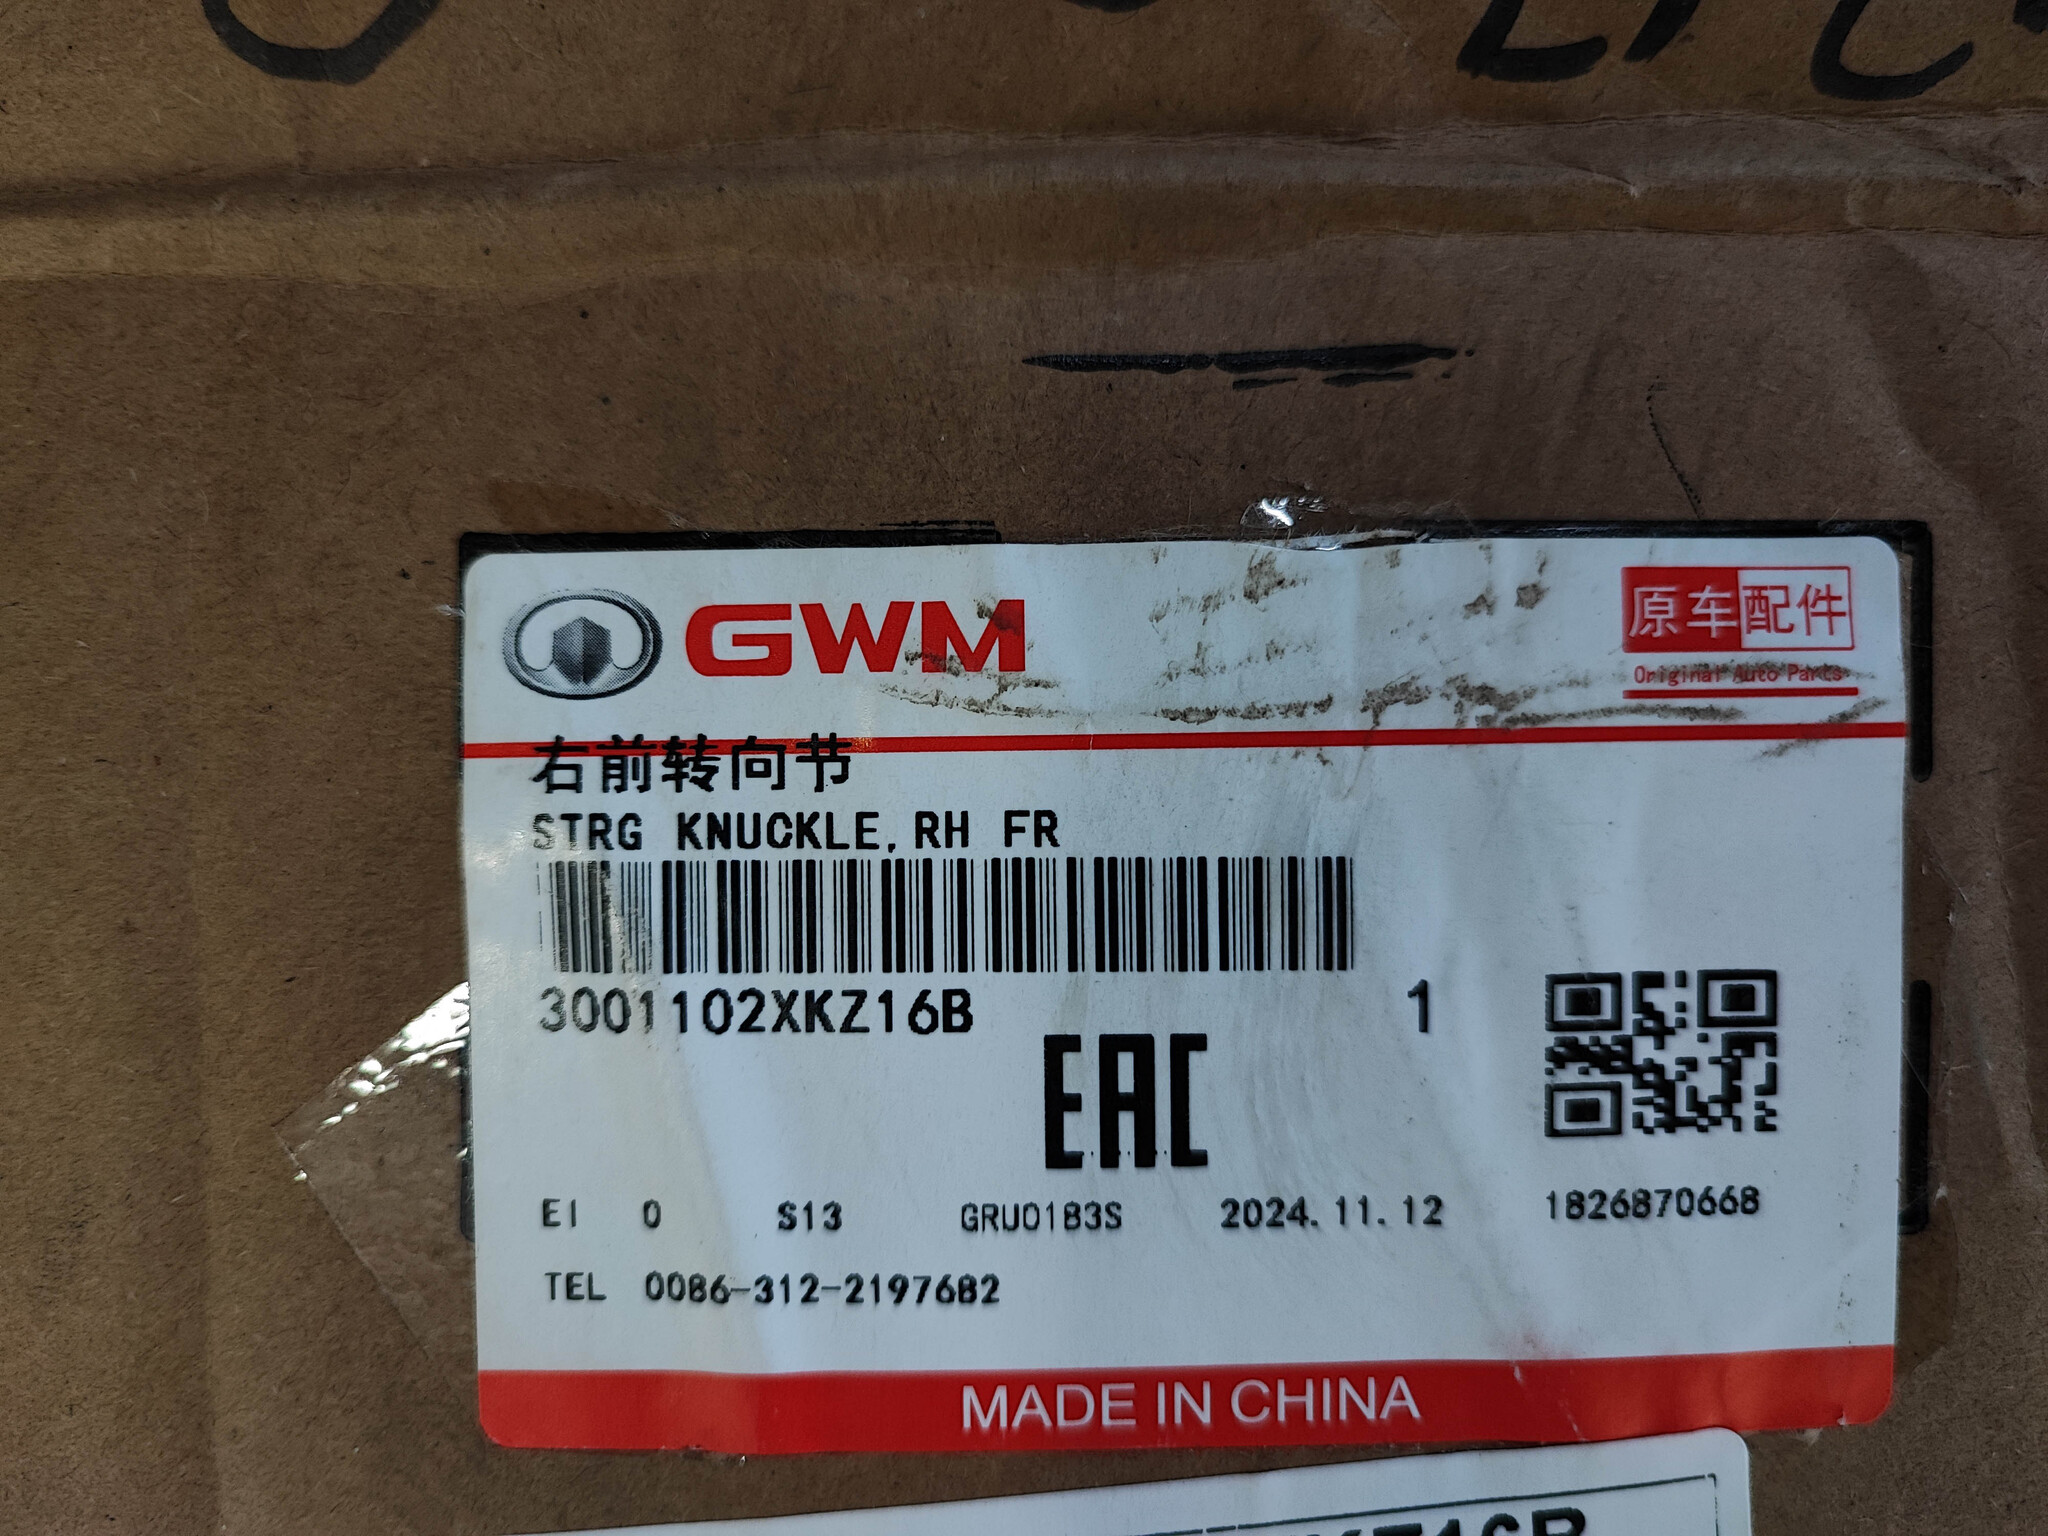 GWM
原车配件
Original Auto Parts
右前转向节
STRG KNUCKLE,RH FR
3001102XKZ16B
1
EAC
EI 0 S13 GRU0183S 2024.11.12 1826870668
TEL 0086-312-2197682
MADE IN CHINA